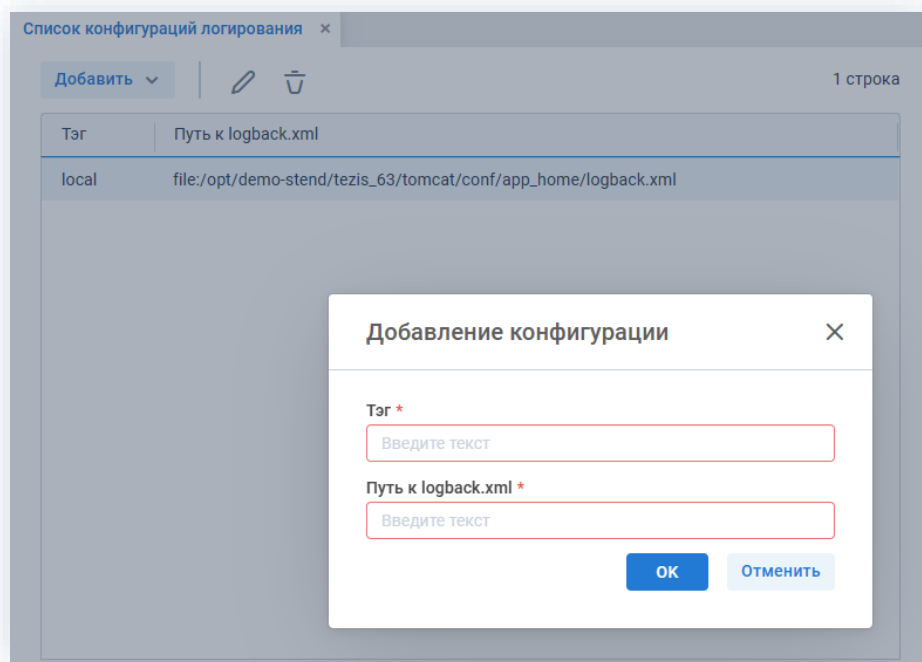 Список конфигураций логирования ×
Добавить 1 строка
Тэг Путь к logback.xml
local file:/opt/demo-stend/tezis_63/tomcat/conf/app_home/logback.xml
Добавление конфигурации
Тэг *
Введите текст
Путь к logback.xml *
Введите текст
ОК Отменить